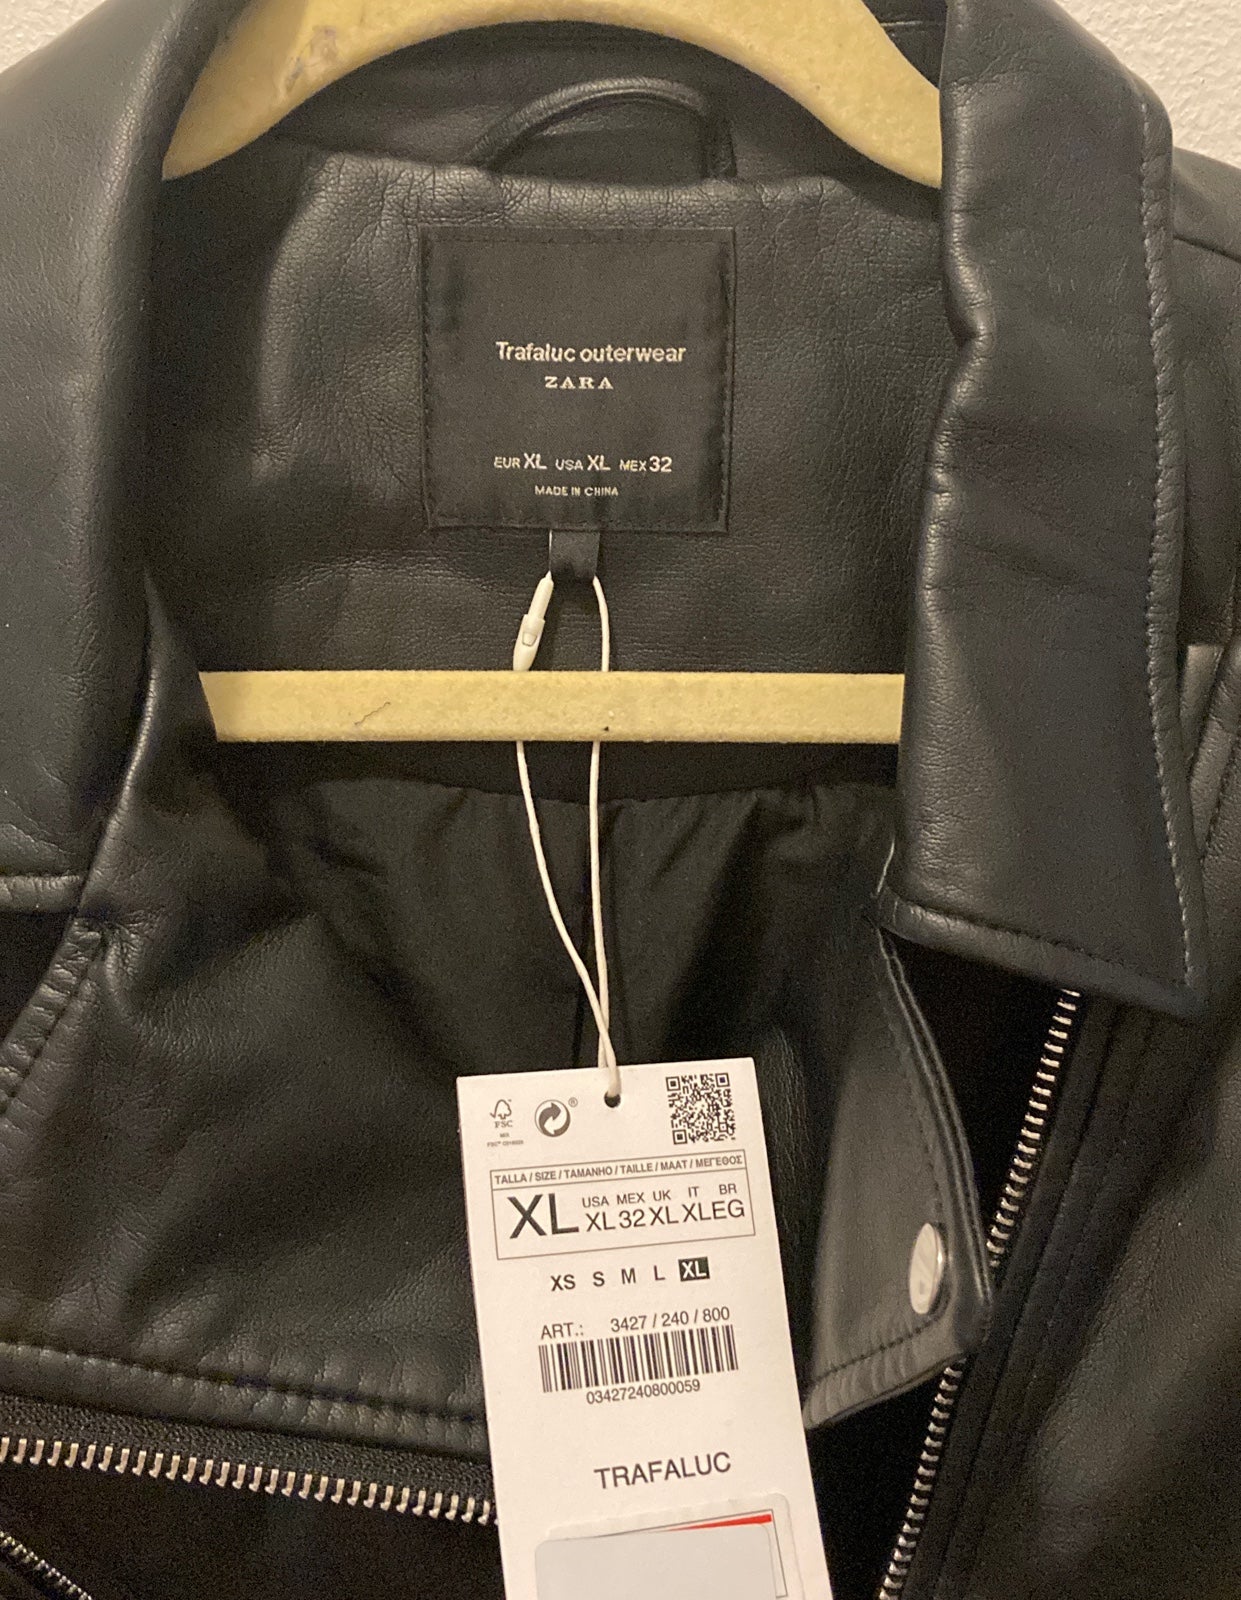 Trafaluc outerwear
ZARA
EUR XL USA XL MEX 32
MADE IN CHINA
FSC
®
TALLA / SIZE / TAMANHO / TAILLE / MAAT / ΜΕΓΕΘΟΣ
XL
USA MEX UK IT BR
XL 32 XL XL EG
XS S M L XL
ART.: 3427 / 240 / 800
03427240800059
TRAFALUC